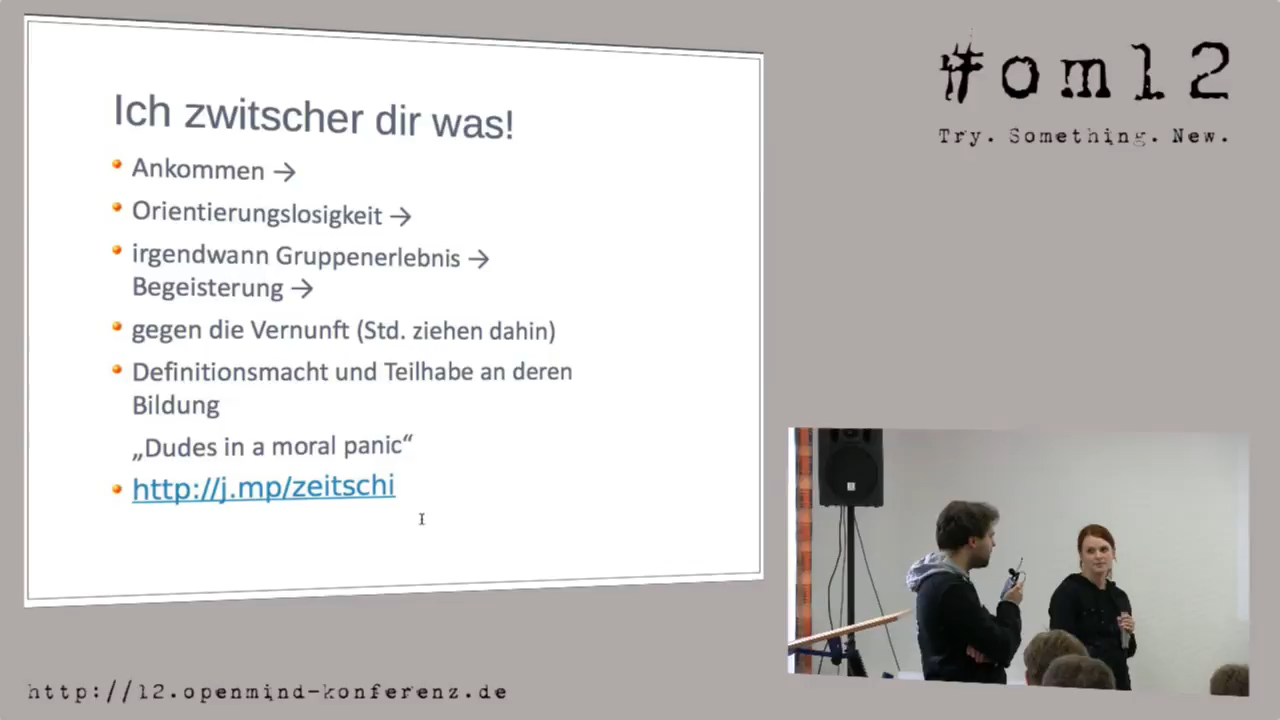 Ich zwitscher dir was!
Ankommen →
Orientierungslosigkeit →
irgendwann Gruppenerlebnis →
Begeisterung →
gegen die Vernunft (Std. ziehen dahin)
Definitionsmacht und Teilhabe an deren
Bildung
„Dudes in a moral panic“
http://j.mp/zeitschi
#om12
Try. Something. New.
http://12.openmind-konferenz.de